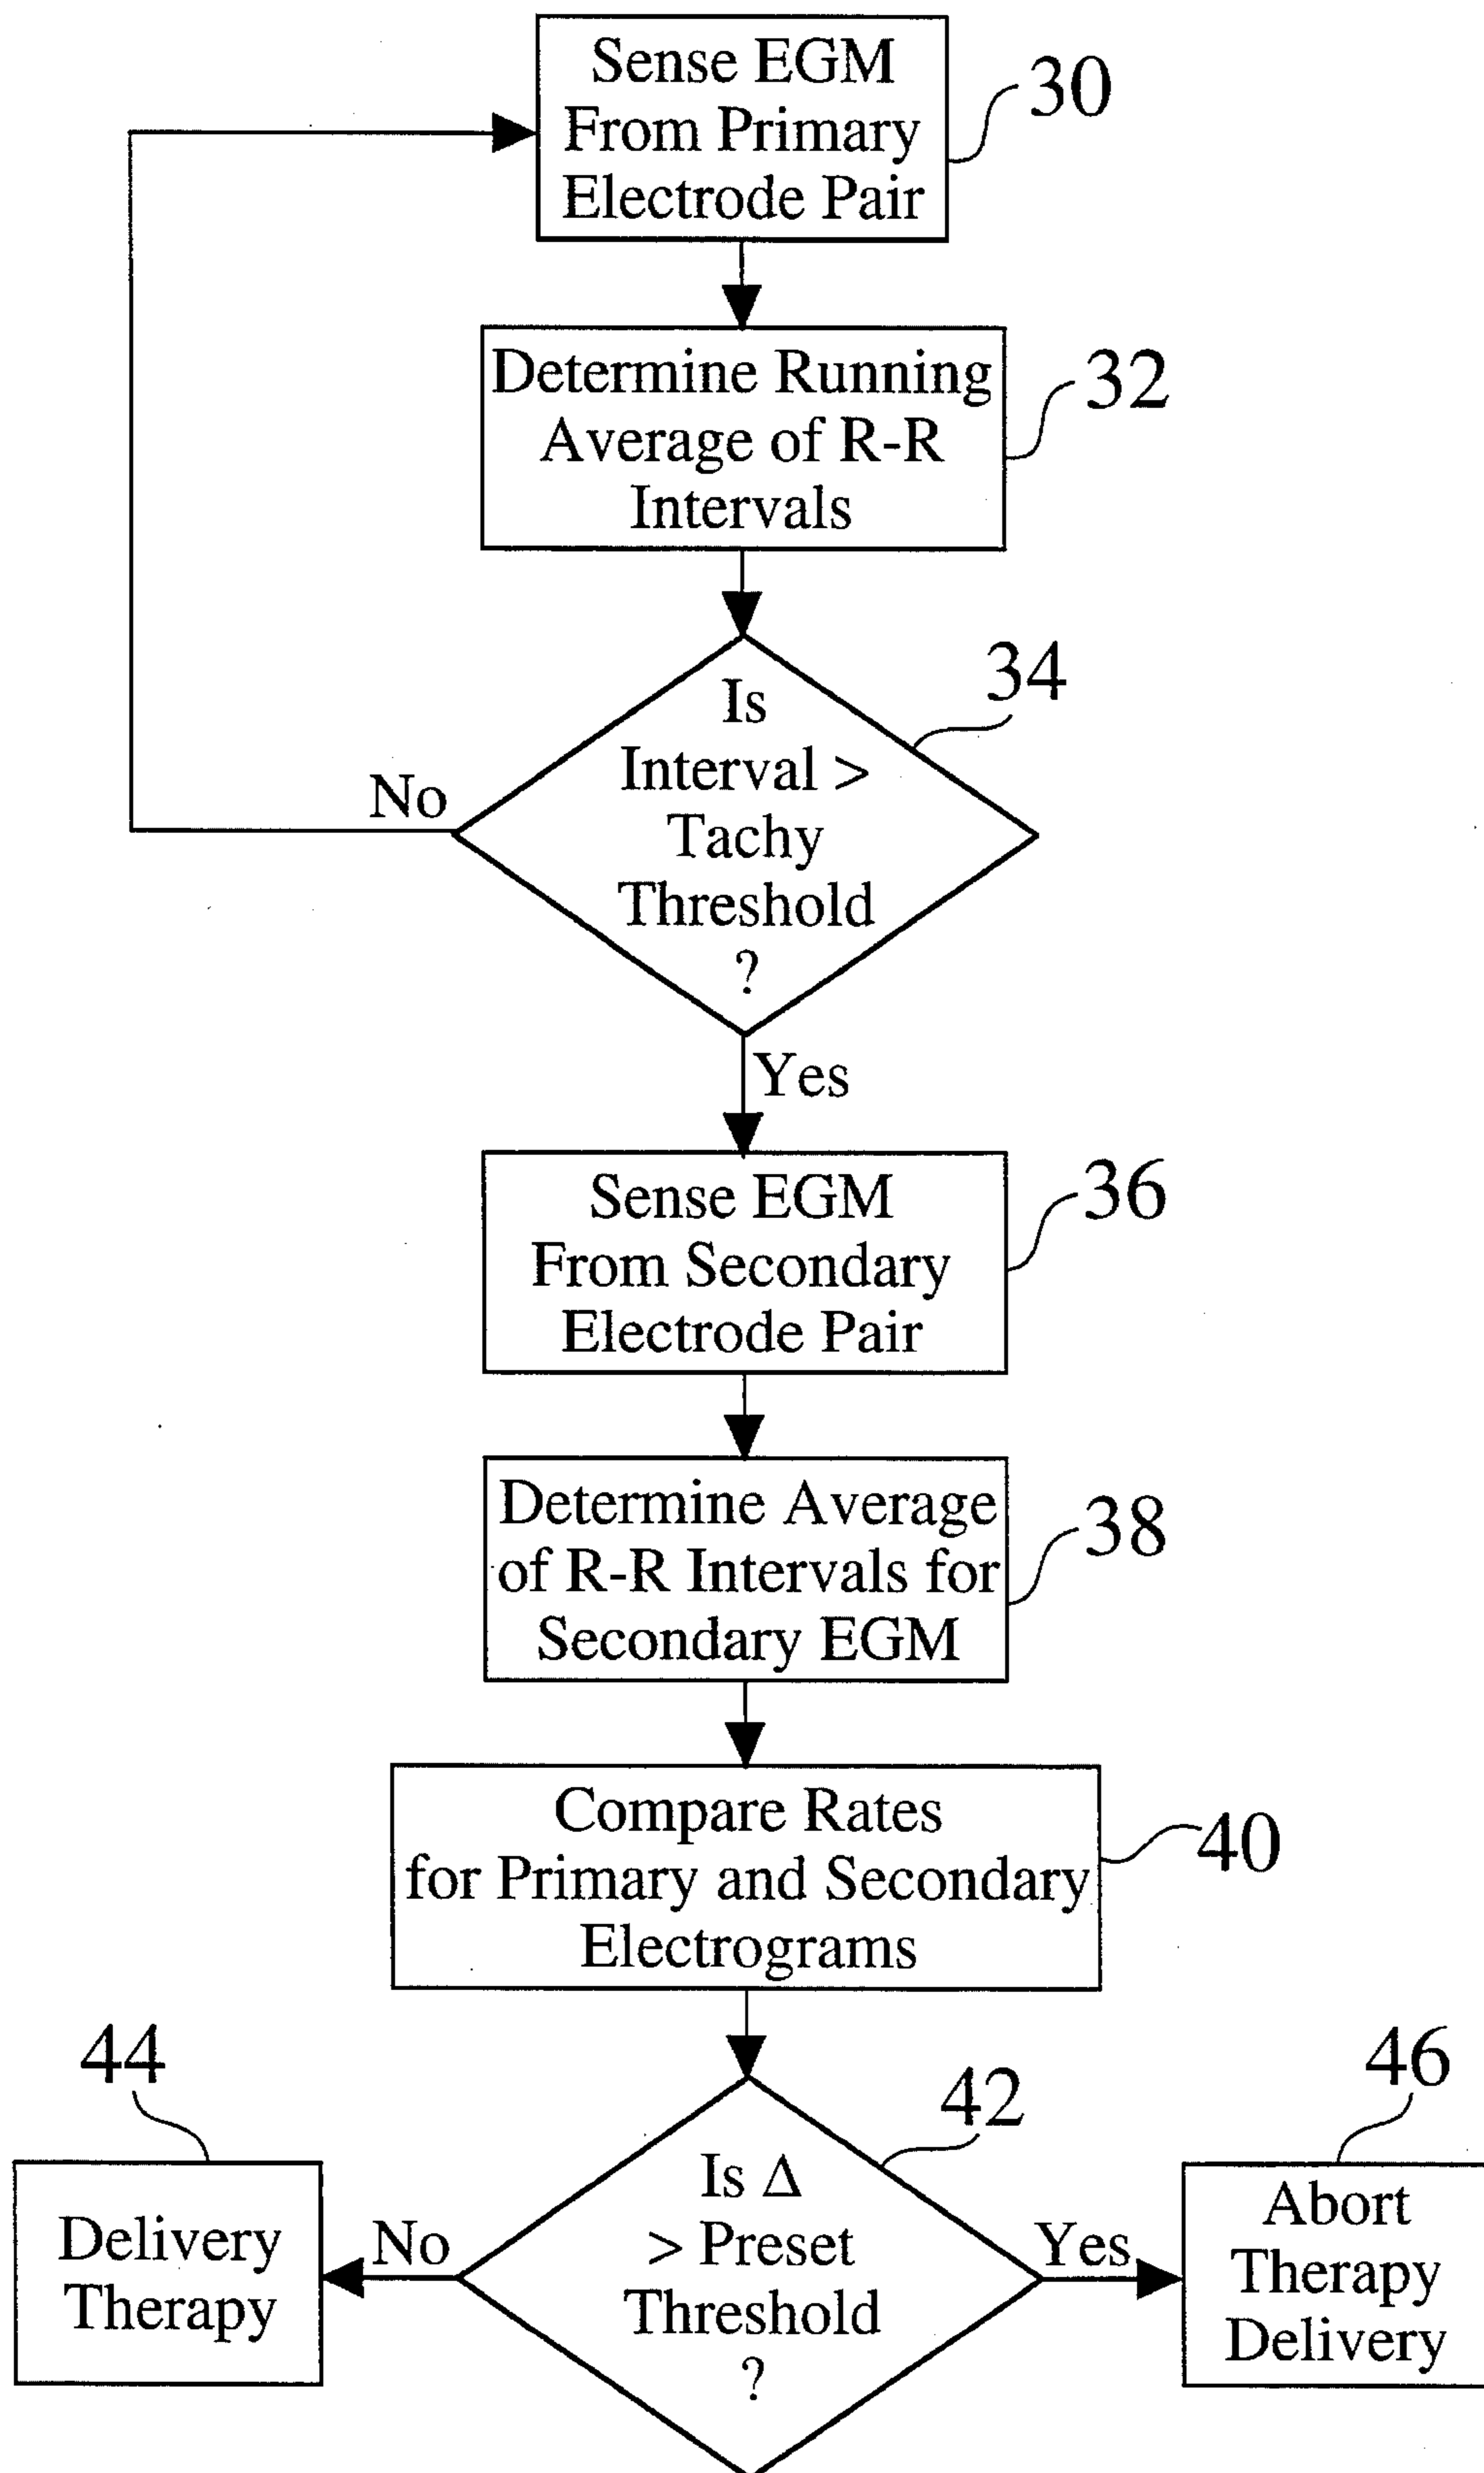 Sense EGM
From Primary
Electrode Pair
30
Determine Running
Average of R-R
Intervals
32
34
Is
Interval >
Tachy
Threshold
?
No
Yes
Sense EGM
From Secondary
Electrode Pair
36
Determine Average
of R-R Intervals for
Secondary EGM
38
Compare Rates
for Primary and Secondary
Electrograms
40
44
42
46
Is Δ
> Preset
Threshold
?
No
Yes
Delivery
Therapy
Abort
Therapy
Delivery